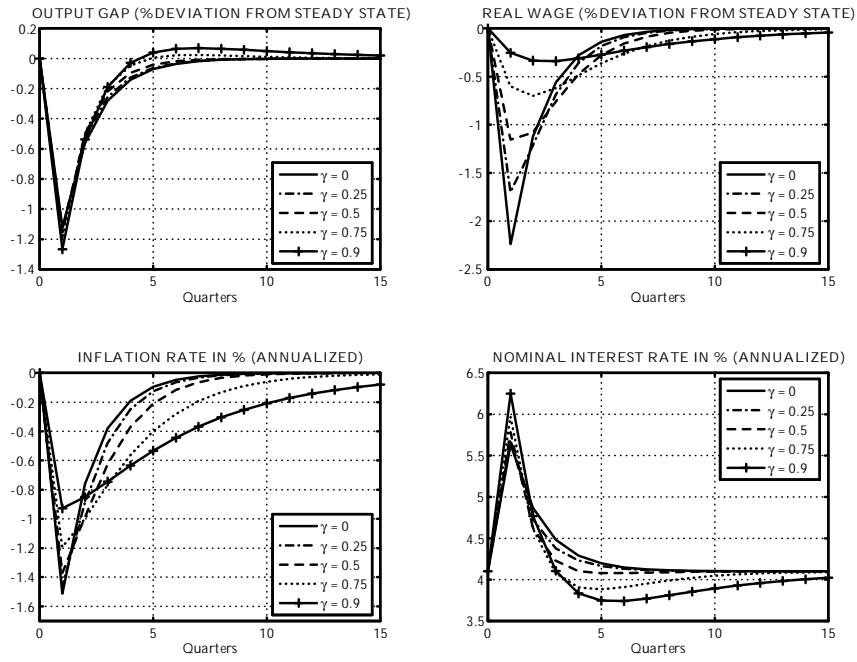 OUTPUT GAP (% DEVIATION FROM STEADY STATE)
0.2
0
-0.2
-0.4
-0.6
-0.8
-1
-1.2
-1.4
γ = 0
γ = 0.25
γ = 0.5
γ = 0.75
γ = 0.9
0 5 10 15
Quarters
REAL WAGE (% DEVIATION FROM STEADY STATE)
0
-0.5
-1
-1.5
-2
-2.5
γ = 0
γ = 0.25
γ = 0.5
γ = 0.75
γ = 0.9
0 5 10 15
Quarters
INFLATION RATE IN % (ANNUALIZED)
0
-0.2
-0.4
-0.6
-0.8
-1
-1.2
-1.4
-1.6
γ = 0
γ = 0.25
γ = 0.5
γ = 0.75
γ = 0.9
0 5 10 15
Quarters
NOMINAL INTEREST RATE IN % (ANNUALIZED)
6.5
6
5.5
5
4.5
4
3.5
γ = 0
γ = 0.25
γ = 0.5
γ = 0.75
γ = 0.9
0 5 10 15
Quarters